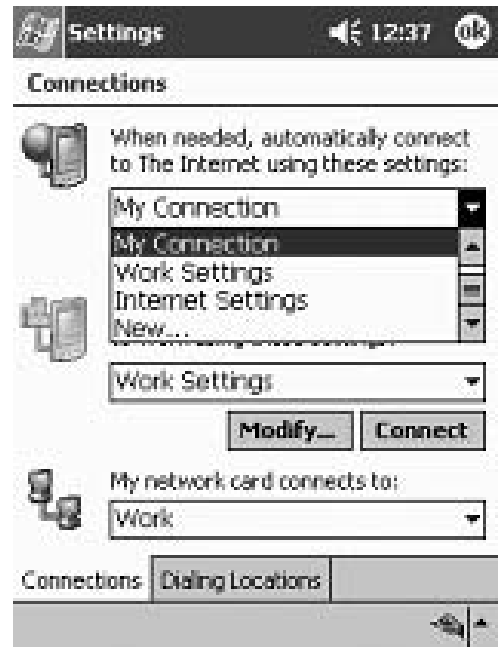 Settings 12:37 ok
Connections
When needed, automatically connect
to The Internet using these settings:
My Connection
My Connection
Work Settings
Internet Settings
New...
Work Settings
Modify... Connect
My network card connects to:
Work
Connections Dialing Locations